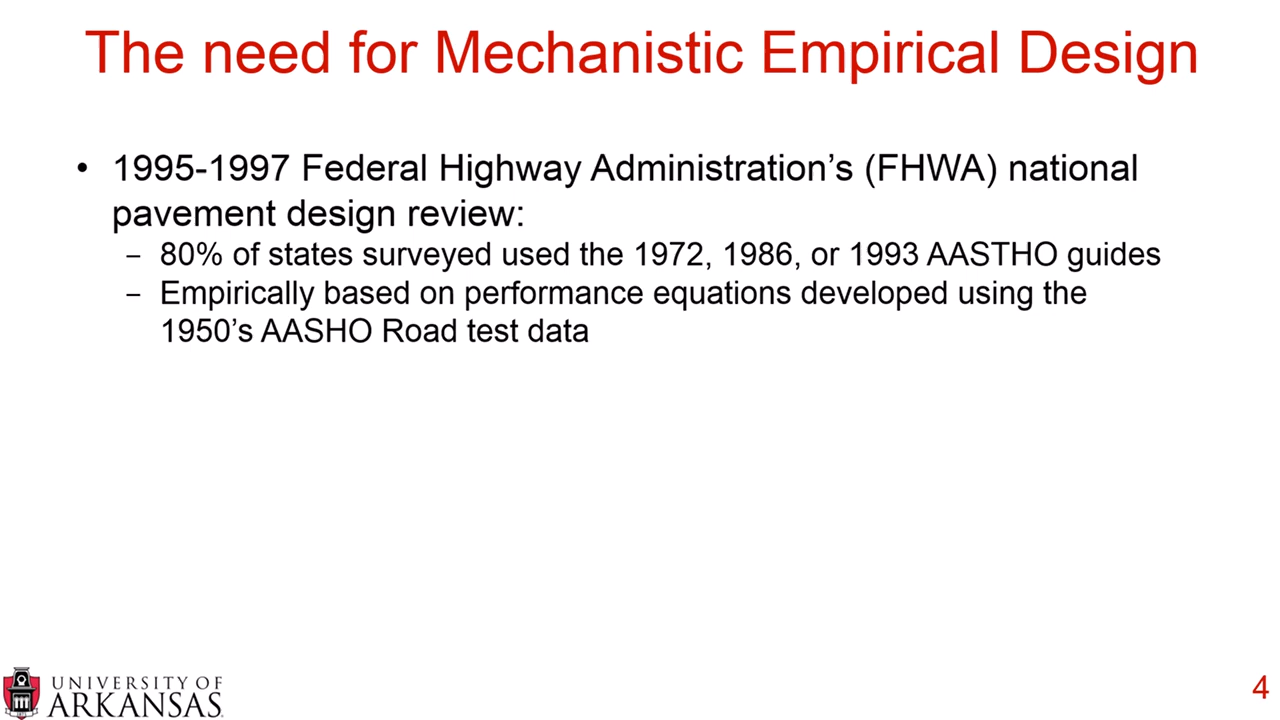 The need for Mechanistic Empirical Design
• 1995-1997 Federal Highway Administration’s (FHWA) national
pavement design review:
– 80% of states surveyed used the 1972, 1986, or 1993 AASTHO guides
– Empirically based on performance equations developed using the
1950’s AASHO Road test data
UNIVERSITY OF
ARKANSAS
4